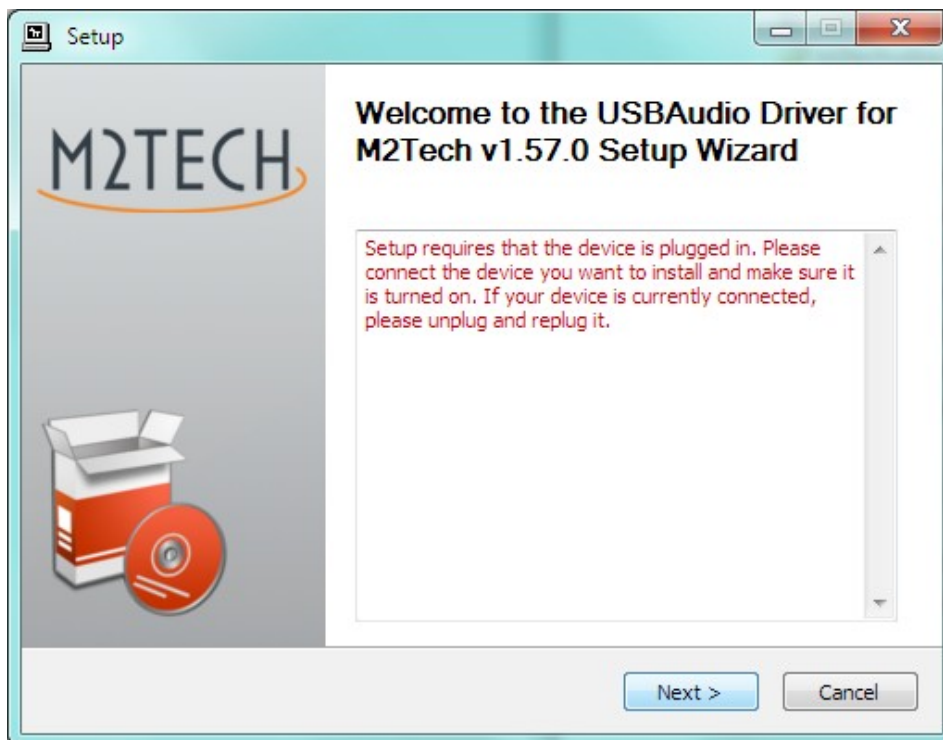 Setup
M2TECH
Welcome to the USBAudio Driver for
M2Tech v1.57.0 Setup Wizard
Setup requires that the device is plugged in. Please
connect the device you want to install and make sure it
is turned on. If your device is currently connected,
please unplug and replug it.
Next >
Cancel